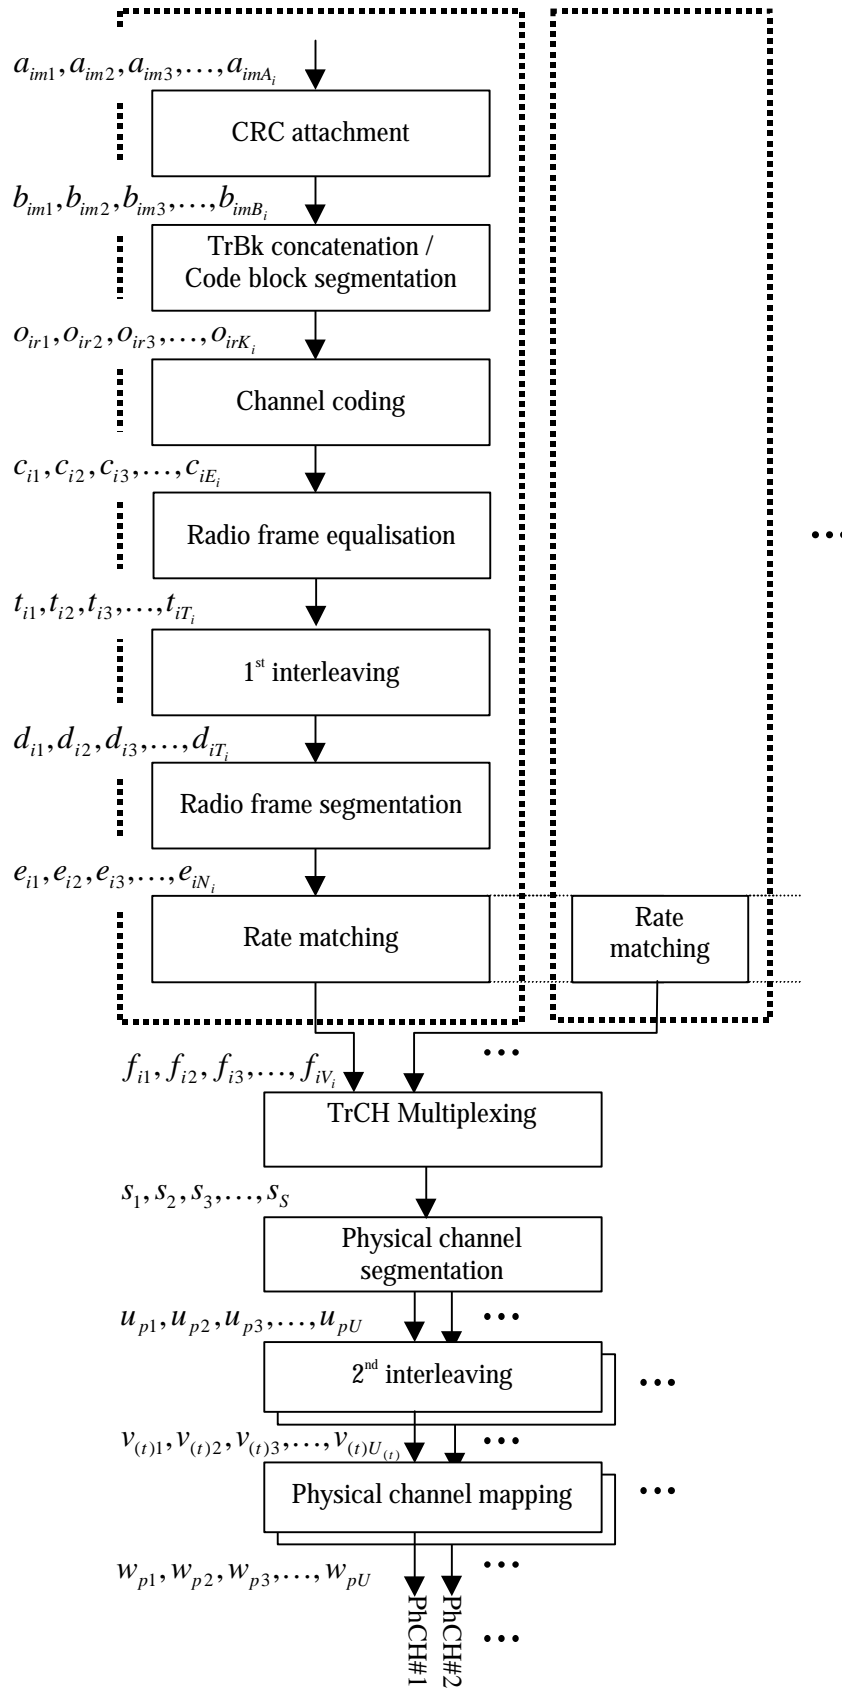 a_{im1}, a_{im2}, a_{im3}, …, a_{imA_i}
CRC attachment
b_{im1}, b_{im2}, b_{im3}, …, b_{imB_i}
TrBk concatenation /
Code block segmentation
o_{ir1}, o_{ir2}, o_{ir3}, …, o_{irK_i}
Channel coding
c_{i1}, c_{i2}, c_{i3}, …, c_{iE_i}
Radio frame equalisation
…
t_{i1}, t_{i2}, t_{i3}, …, t_{iT_i}
1^{st} interleaving
d_{i1}, d_{i2}, d_{i3}, …, d_{iT_i}
Radio frame segmentation
e_{i1}, e_{i2}, e_{i3}, …, e_{iN_i}
Rate matching
Rate
matching
…
f_{i1}, f_{i2}, f_{i3}, …, f_{iV_i}
TrCH Multiplexing
s_1, s_2, s_3, …, s_S
Physical channel
segmentation
u_{p1}, u_{p2}, u_{p3}, …, u_{pU}
…
2^{nd} interleaving
…
v_{(t)1}, v_{(t)2}, v_{(t)3}, …, v_{(t)U_{(t)}}
…
Physical channel mapping
…
w_{p1}, w_{p2}, w_{p3}, …, w_{pU}
…
PhCH#1
PhCH#2
…